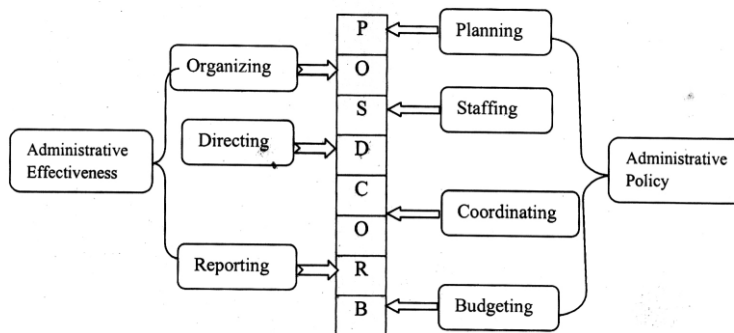 P
Planning
Organizing
O
S
Staffing
Directing
D
Administrative
Effectiveness
Administrative
Policy
C
Coordinating
O
Reporting
R
B
Budgeting